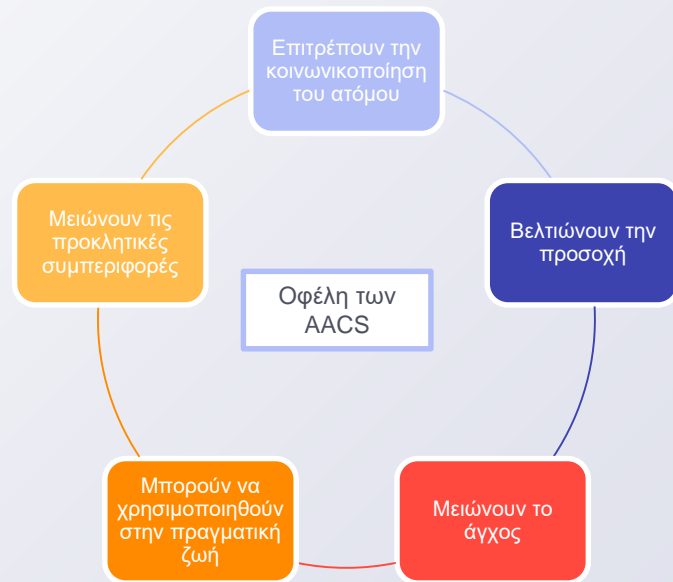 Επιτρέπουν την
κοινωνικοποίηση
του ατόμου
Βελτιώνουν την
προσοχή
Μειώνουν το
άγχος
Μπορούν να
χρησιμοποιηθούν
στην πραγματική
ζωή
Μειώνουν τις
προκλητικές
συμπεριφορές
Οφέλη των
AACS